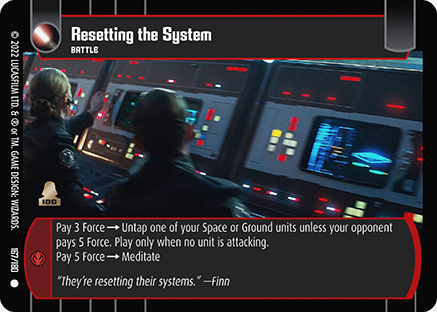 Resetting the System
BATTLE
© 2022 LUCASFILM LTD. & ® or TM. GAME DESIGN: WIZARDS.
IDC
Pay 3 Force → Untap one of your Space or Ground units unless your opponent
pays 5 Force. Play only when no unit is attacking.
Pay 5 Force → Meditate
“They’re resetting their systems.” —Finn
167/180